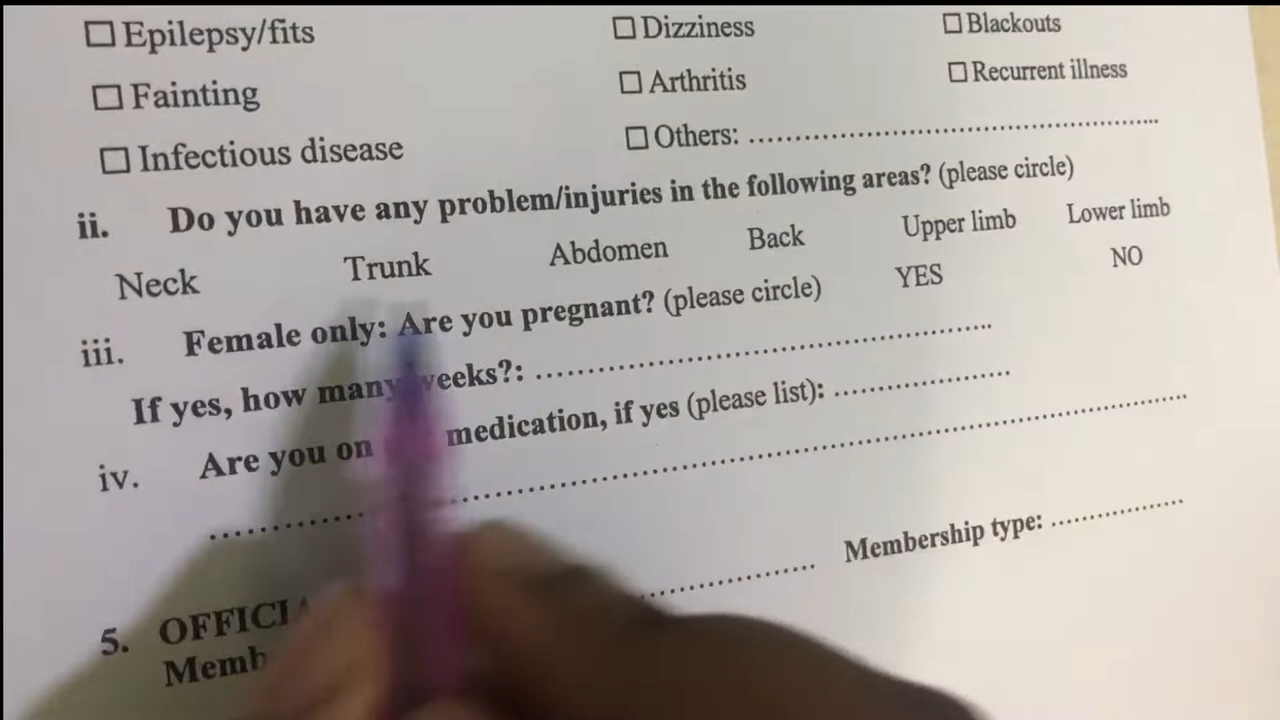 ☐ Epilepsy/fits ☐ Dizziness ☐ Blackouts
☐ Fainting ☐ Arthritis ☐ Recurrent illness
☐ Infectious disease ☐ Others: ..........................................................
ii. Do you have any problem/injuries in the following areas? (please circle)
Neck Trunk Abdomen Back Upper limb Lower limb
iii. Female only: Are you pregnant? (please circle) YES NO
If yes, how many weeks?: ..........................................................
iv. Are you on medication, if yes (please list): ......................
..........................................................
5.
Membership type: ..................